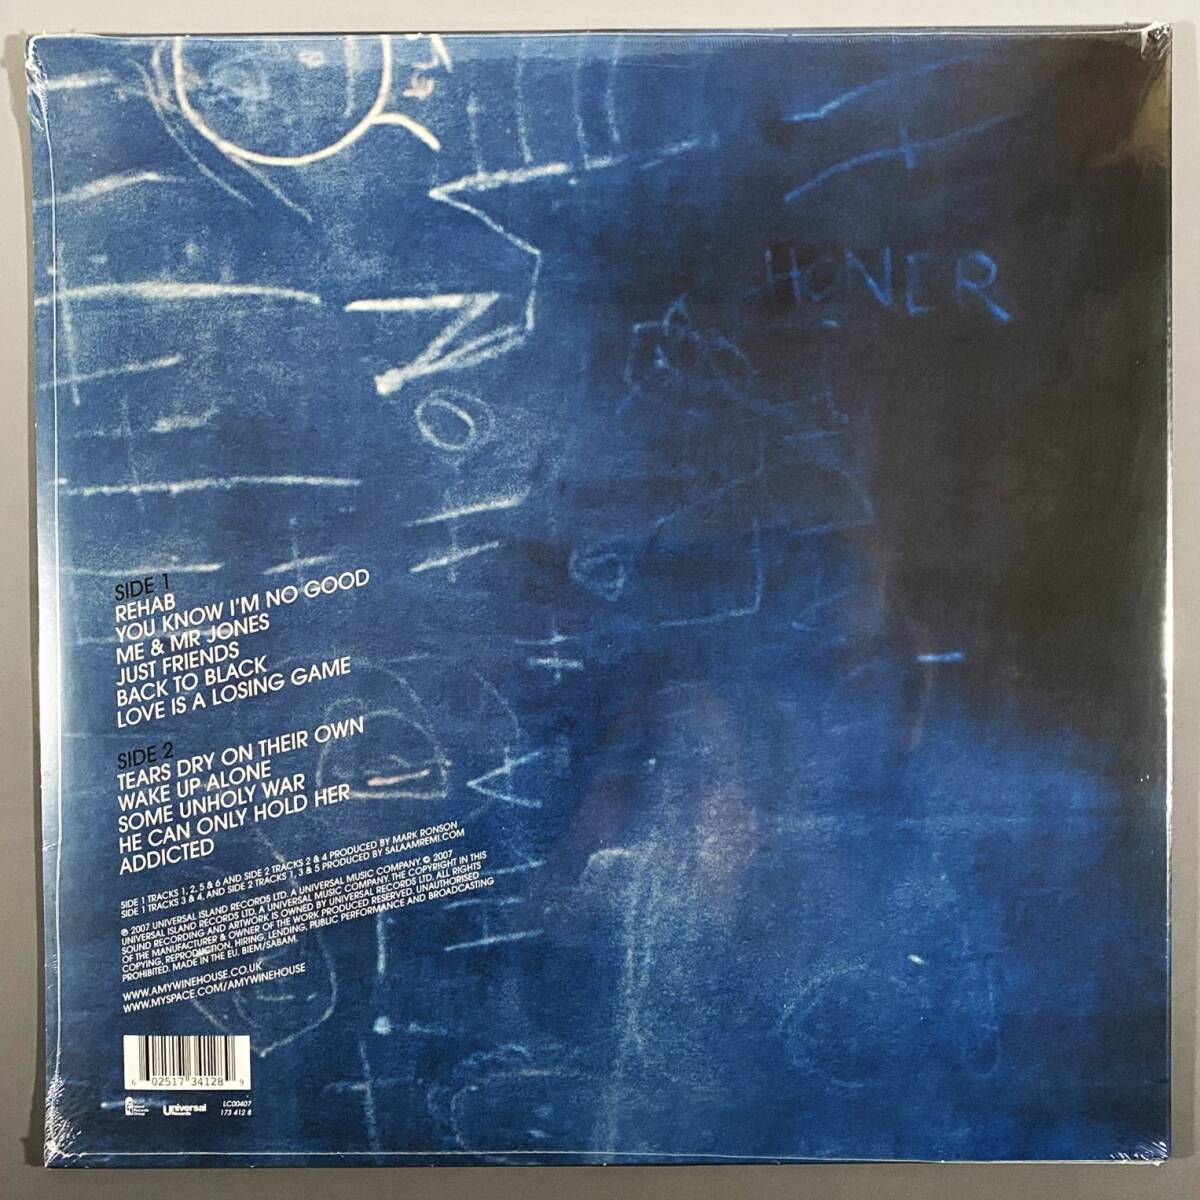 HONER
SIDE 1
REHAB
YOU KNOW I'M NO GOOD
ME & MR JONES
JUST FRIENDS
BACK TO BLACK
LOVE IS A LOSING GAME
SIDE 2
TEARS DRY ON THEIR OWN
WAKE UP ALONE
SOME UNHOLY WAR
HE CAN ONLY HOLD HER
ADDICTED
SIDE 1 TRACKS 1, 2, 5 & 6 AND SIDE 2 TRACKS 2 & 4 PRODUCED BY MARK RONSON
SIDE 1 TRACKS 3 & 4, AND SIDE 2 TRACKS 1, 3 & 5 PRODUCED BY SALAAMREMI.COM
℗ 2007 UNIVERSAL ISLAND RECORDS LTD. A UNIVERSAL MUSIC COMPANY. © 2007
UNIVERSAL ISLAND RECORDS LTD. A UNIVERSAL MUSIC COMPANY. THE COPYRIGHT IN THIS
SOUND RECORDING AND ARTWORK IS OWNED BY UNIVERSAL RECORDS LTD. ALL RIGHTS
OF THE MANUFACTURER & OWNER OF THE WORK PRODUCED RESERVED. UNAUTHORISED
COPYING, REPRODUCTION, HIRING, LENDING, PUBLIC PERFORMANCE AND BROADCASTING
PROHIBITED. MADE IN THE EU. BIEM/SABAM.
WWW.AMYWINEHOUSE.CO.UK
WWW.MYSPACE.COM/AMYWINEHOUSE
6 02517 34128 9
Island Records Group
Universal Records
LC00407
173 412 8